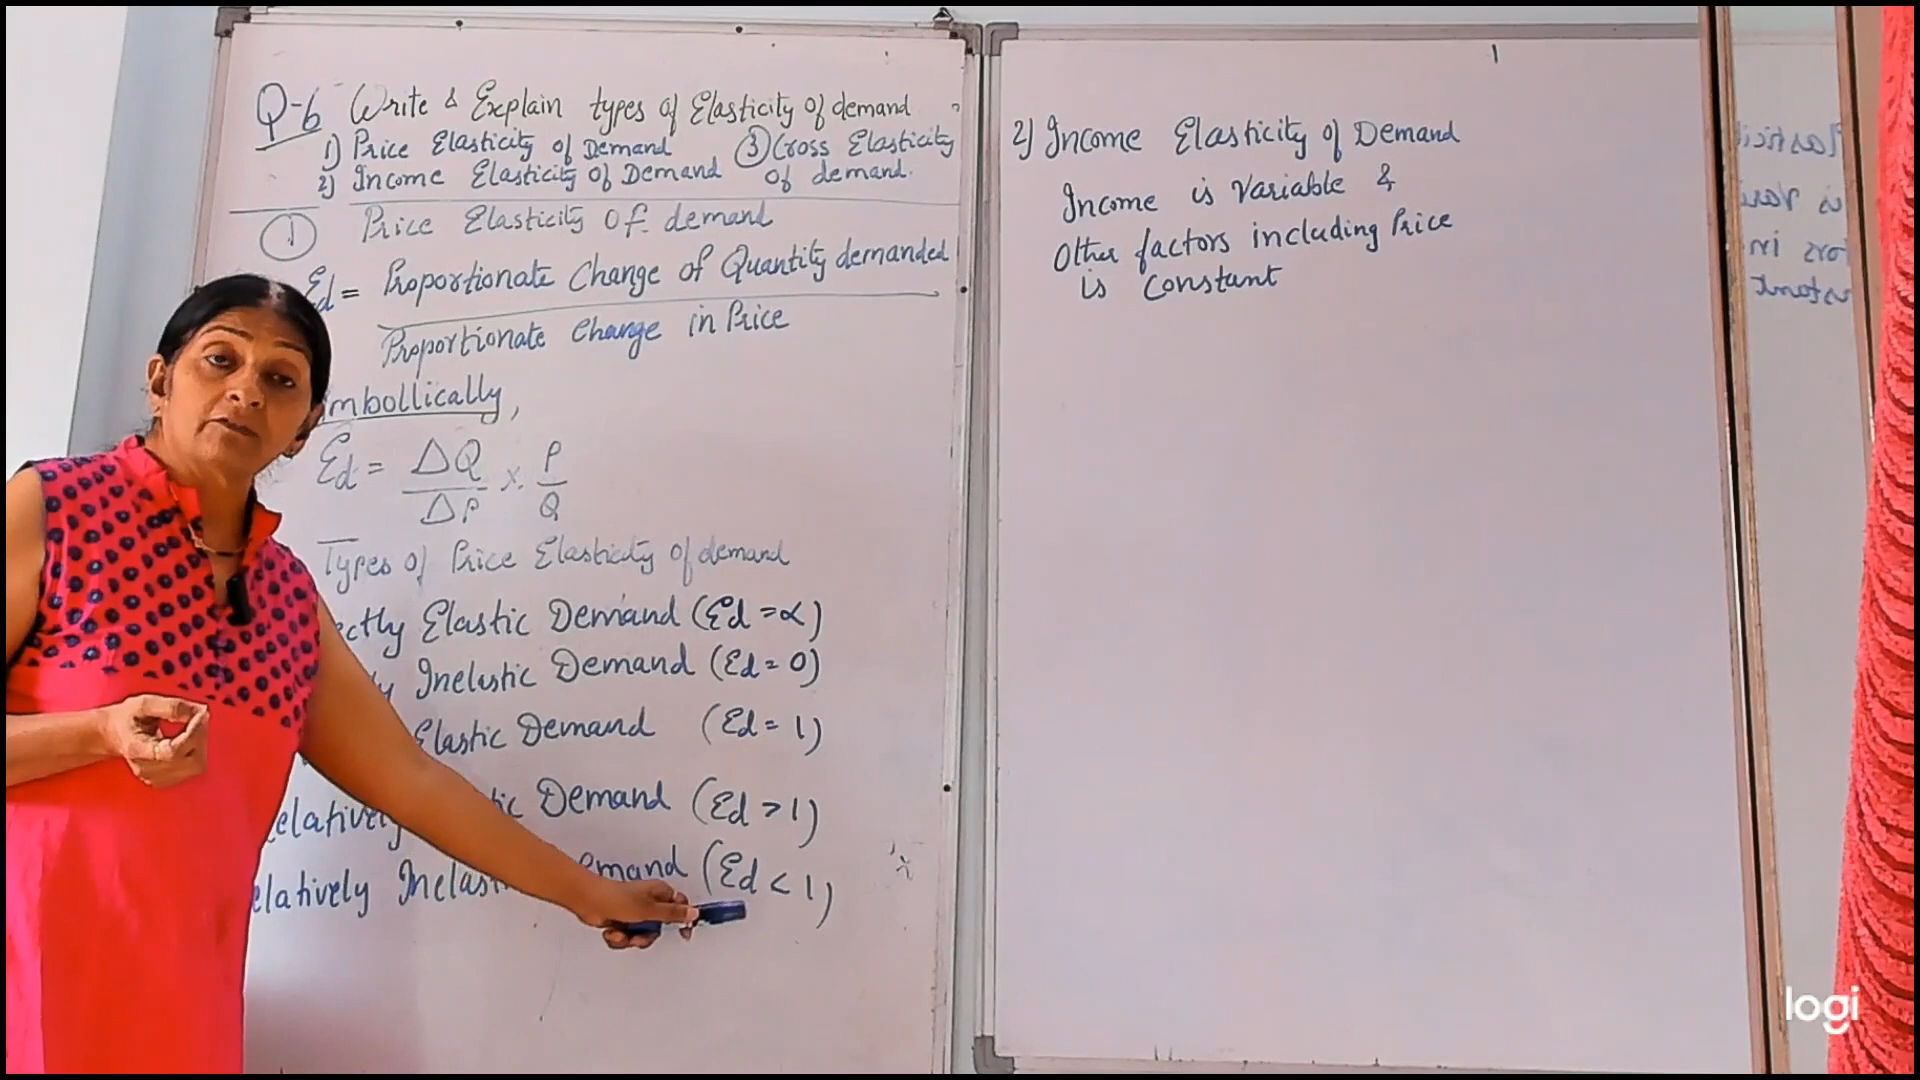 Q-6 Write & Explain types of Elasticity of demand
1) Price Elasticity of Demand ③ Cross Elasticity
2) Income Elasticity of Demand of demand.
① Price Elasticity of demand
Ed = Proportionate Change of Quantity demanded
Proportionate Change in Price
mbollically,
Ed = ΔQ/ΔP × P/Q
Types of Price Elasticity of demand
ctly Elastic Demand (Ed = α)
ly Inelastic Demand (Ed = 0)
Elastic Demand (Ed = 1)
elatively ic Demand (Ed > 1)
elatively Inelas emand (Ed < 1)
2) Income Elasticity of Demand
Income is Variable &
Other factors including Price
is Constant
logi